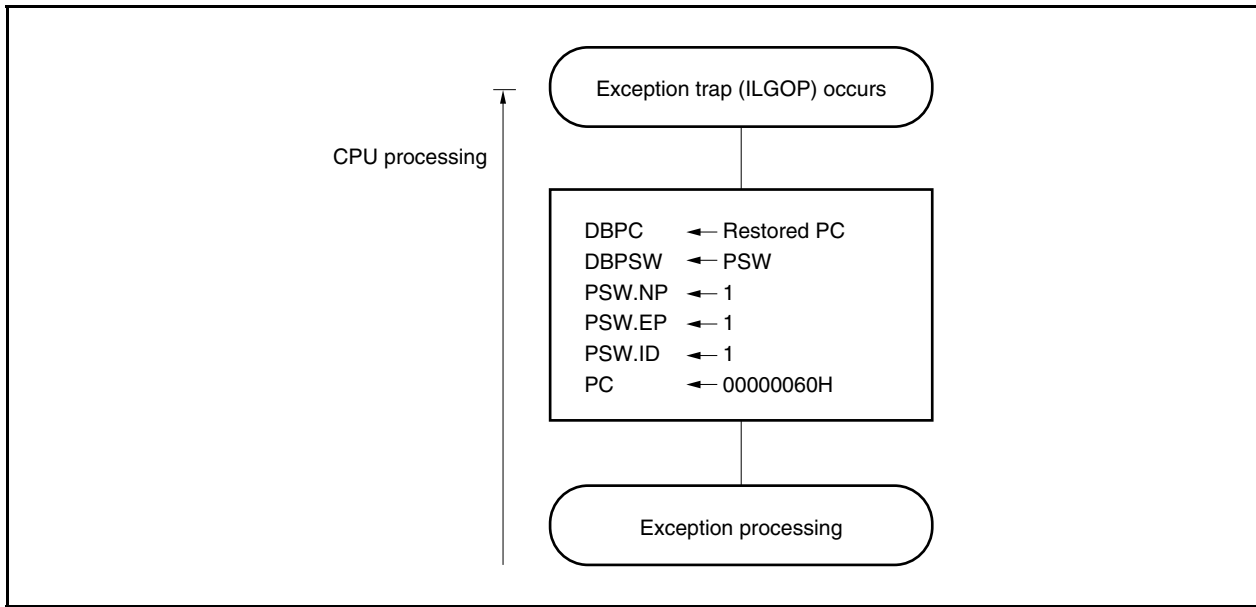 Exception trap (ILGOP) occurs
CPU processing
DBPC ← Restored PC
DBPSW ← PSW
PSW.NP ← 1
PSW.EP ← 1
PSW.ID ← 1
PC ← 00000060H
Exception processing